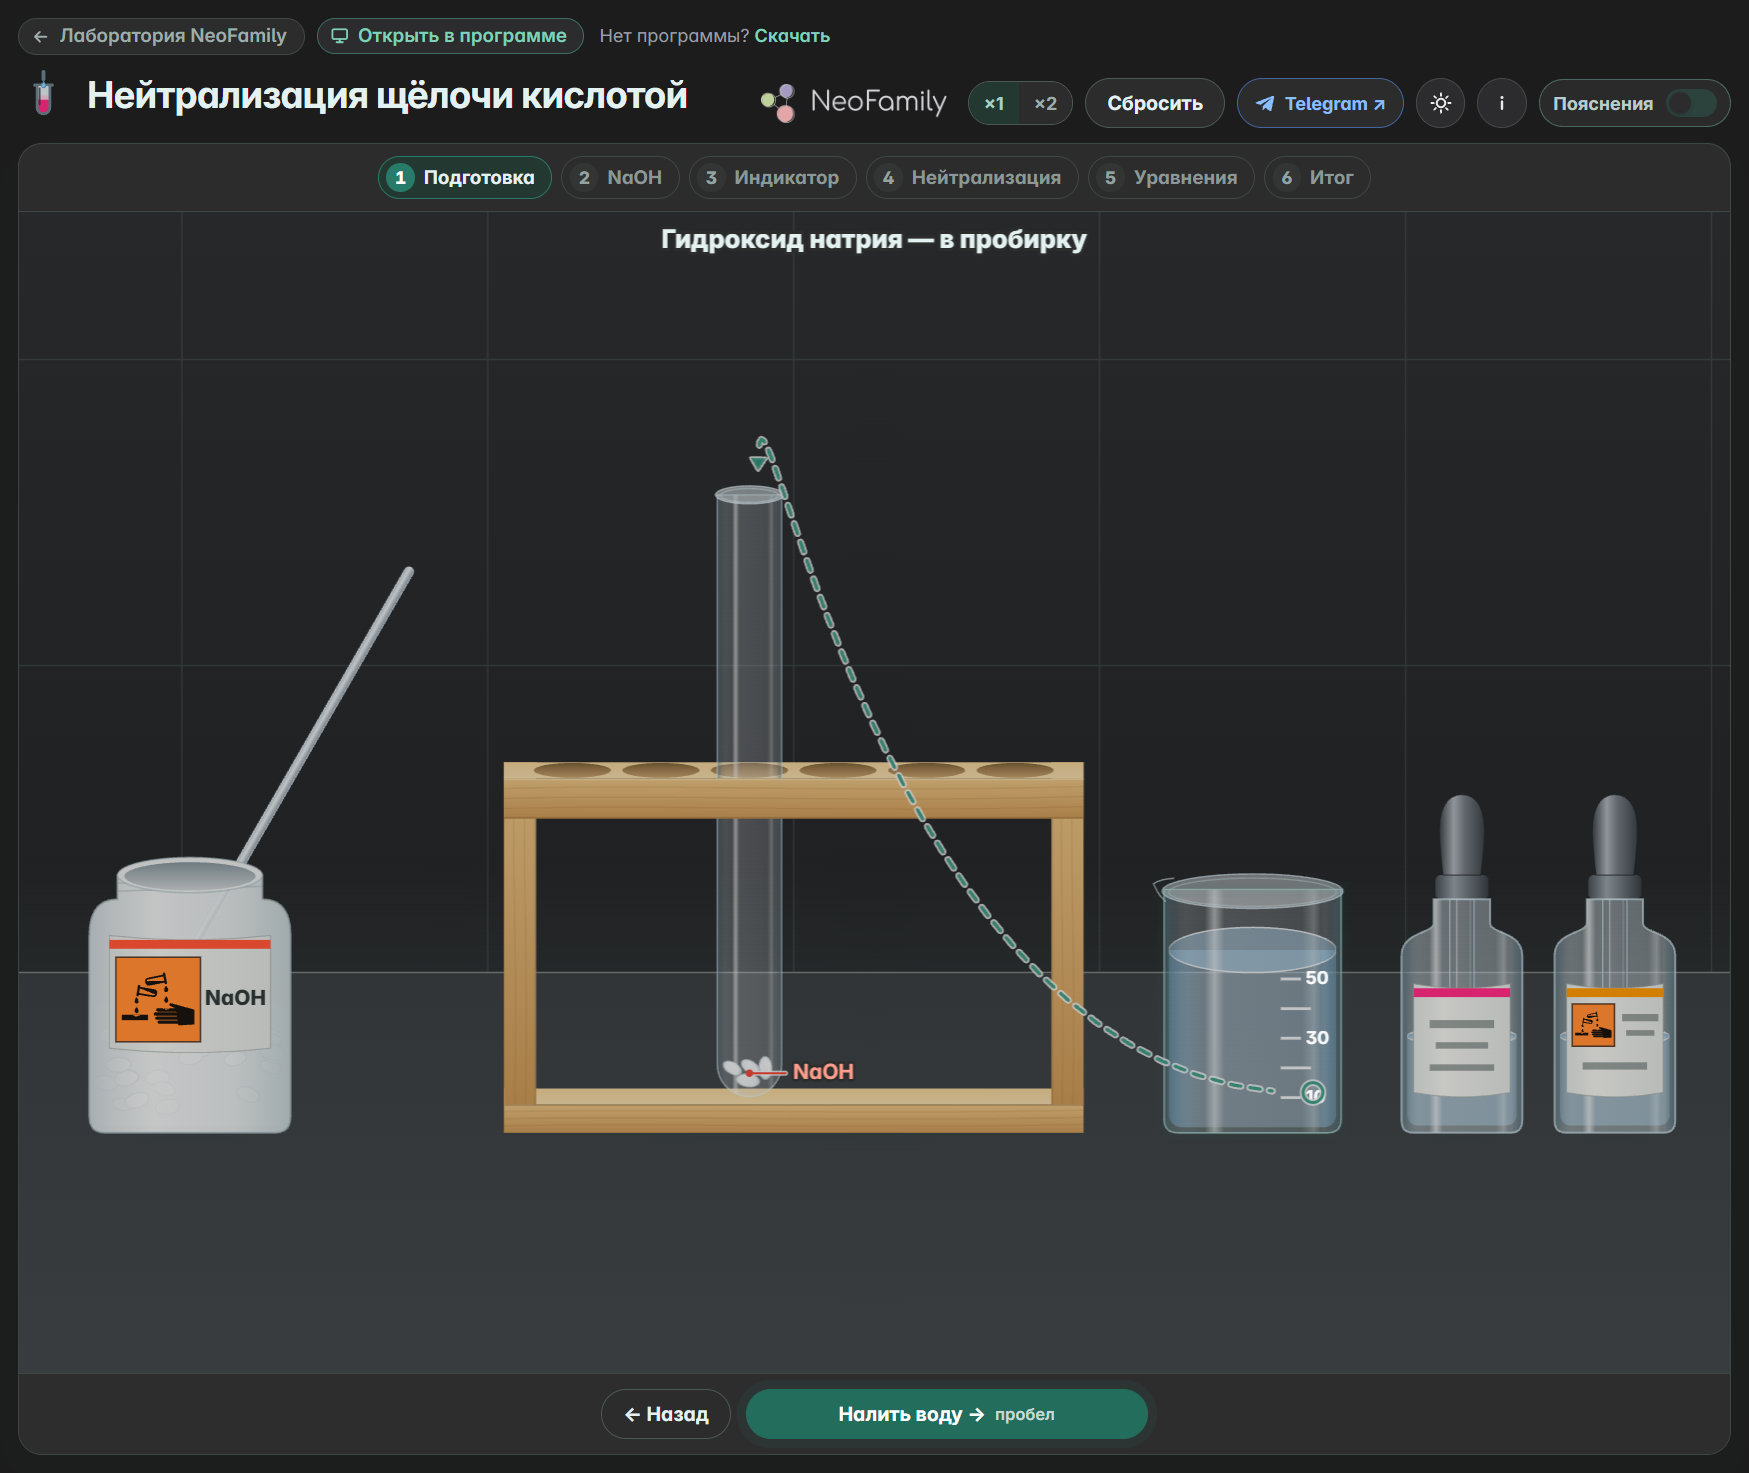 ← Лаборатория NeoFamily
Открыть в программе
Нет программы? Скачать
Нейтрализация щёлочи кислотой
NeoFamily
×1 ×2
Сбросить
Telegram ↗
i
Пояснения
1 Подготовка
2 NaOH
3 Индикатор
4 Нейтрализация
5 Уравнения
6 Итог
Гидроксид натрия — в пробирку
NaOH
NaOH
50
30
10
← Назад
Налить воду → пробел